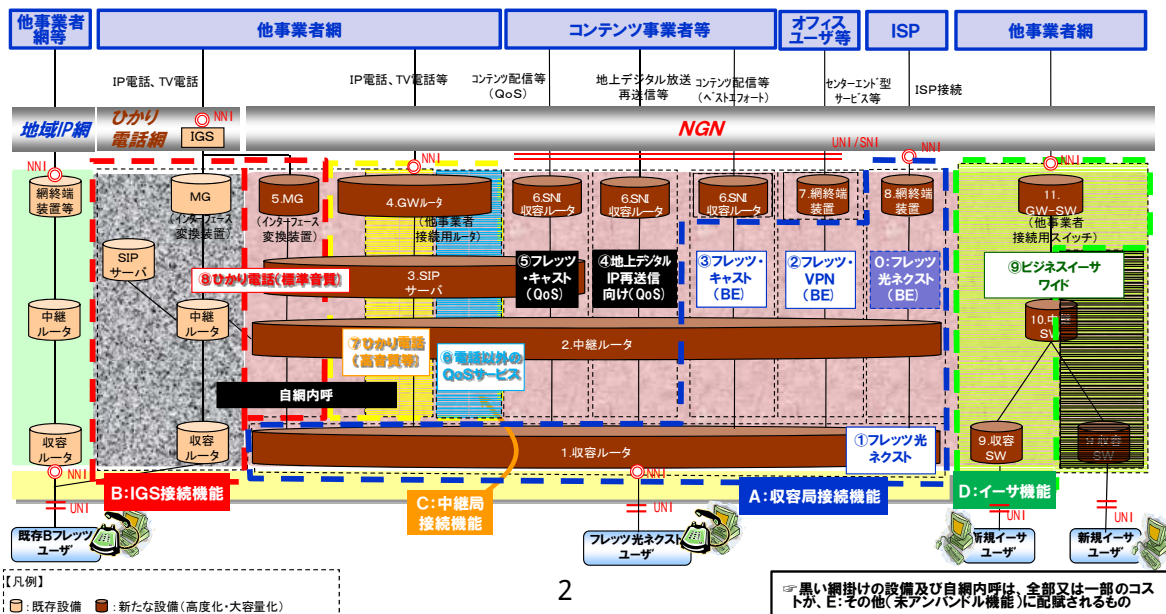 他事業者
網等
他事業者網
コンテンツ事業者等
オフィス
ユーザ等
ISP
他事業者網
IP電話、TV電話
IP電話、TV電話等
コンテンツ配信等
(QoS)
地上デジタル放送
再送信等
コンテンツ配信等
(ベストエフォート)
センターエンド型
サービス等
ISP接続
地域IP網
ひかり
電話網
NNI
IGS
NGN
UNI/SNI
NNI
NNI
NNI
NNI
網終端
装置等
MG
(インターフェース
変換装置)
5.MG
(インターフェース
変換装置)
4.GWルータ
(他事業者
接続用ルータ)
6.SNI
収容ルータ
6.SNI
収容ルータ
6.SNI
収容ルータ
7.網終端
装置
8.網終端
装置
11.
GW-SW
(他事業者
接続用スイッチ)
SIP
サーバ
⑧ひかり電話(標準音質)
3.SIP
サーバ
⑤フレッツ
・キャスト
(QoS)
④地上デジタル
IP再送信
向け(QoS)
③フレッツ・
キャスト
(BE)
②フレッツ・
VPN
(BE)
0:フレッツ
光ネクスト
(BE)
⑨ビジネスイーサ
ワイド
中継
ルータ
中継
ルータ
2.中継ルータ
10.中継
SW
⑦ひかり電話
(高音質等)
⑥電話以外の
QoSサービス
自網内呼
収容
ルータ
収容
ルータ
1.収容ルータ
①フレッツ光
ネクスト
9.収容
SW
収容
SW
NNI
NNI
B:IGS接続機能
C:中継局
接続機能
A:収容局接続機能
D:イーサ機能
UNI
UNI
UNI
UNI
既存Bフレッツ
ユーザ
フレッツ光ネクスト
ユーザ
新規イーサ
ユーザ
新規イーサ
ユーザ
【凡例】
:既存設備 :新たな設備(高度化・大容量化)
2
☞黒い網掛けの設備及び自網内呼は、全部又は一部のコス
トが、E:その他(未アンバンドル機能)に配賦されるもの